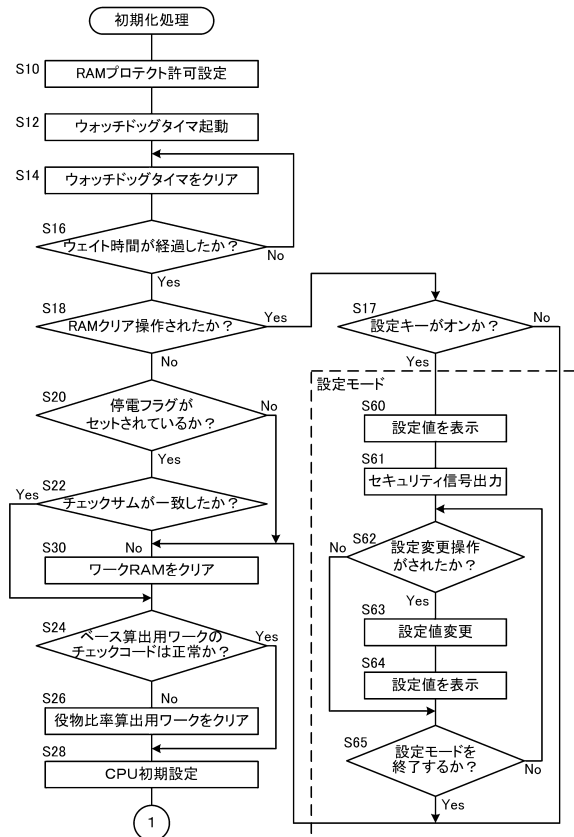 初期化処理
S10
RAMプロテクト許可設定
S12
ウォッチドッグタイマ起動
S14
ウォッチドッグタイマをクリア
S16
ウェイト時間が経過したか？
No
Yes
S18
RAMクリア操作されたか？
Yes
No
S20
停電フラグが
セットされているか？
No
Yes
S22
チェックサムが一致したか？
Yes
No
S30
ワークRAMをクリア
S24
ベース算出用ワークの
チェックコードは正常か？
Yes
No
S26
役物比率算出用ワークをクリア
S28
CPU初期設定
1
S17
設定キーがオンか？
No
Yes
設定モード
S60
設定値を表示
S61
セキュリティ信号出力
S62
設定変更操作
がされたか？
No
Yes
S63
設定値変更
S64
設定値を表示
S65
設定モードを
終了するか？
No
Yes